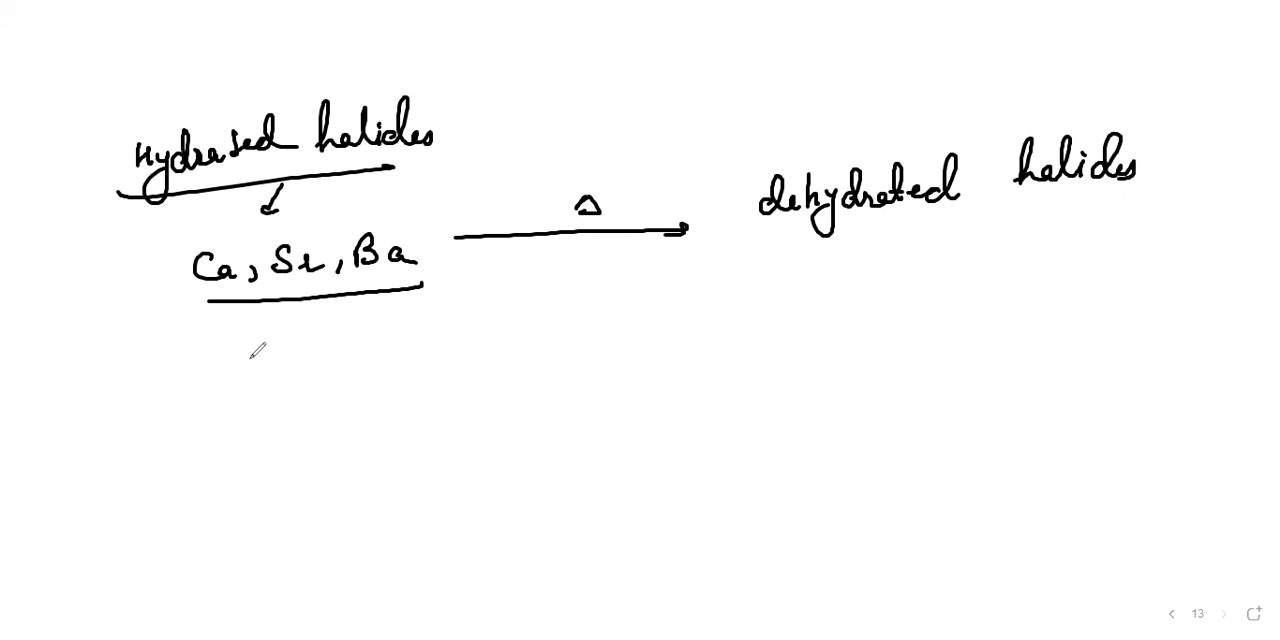 Hydrated halides
dehydrated halides
Δ
Ca, Sr, Ba
13